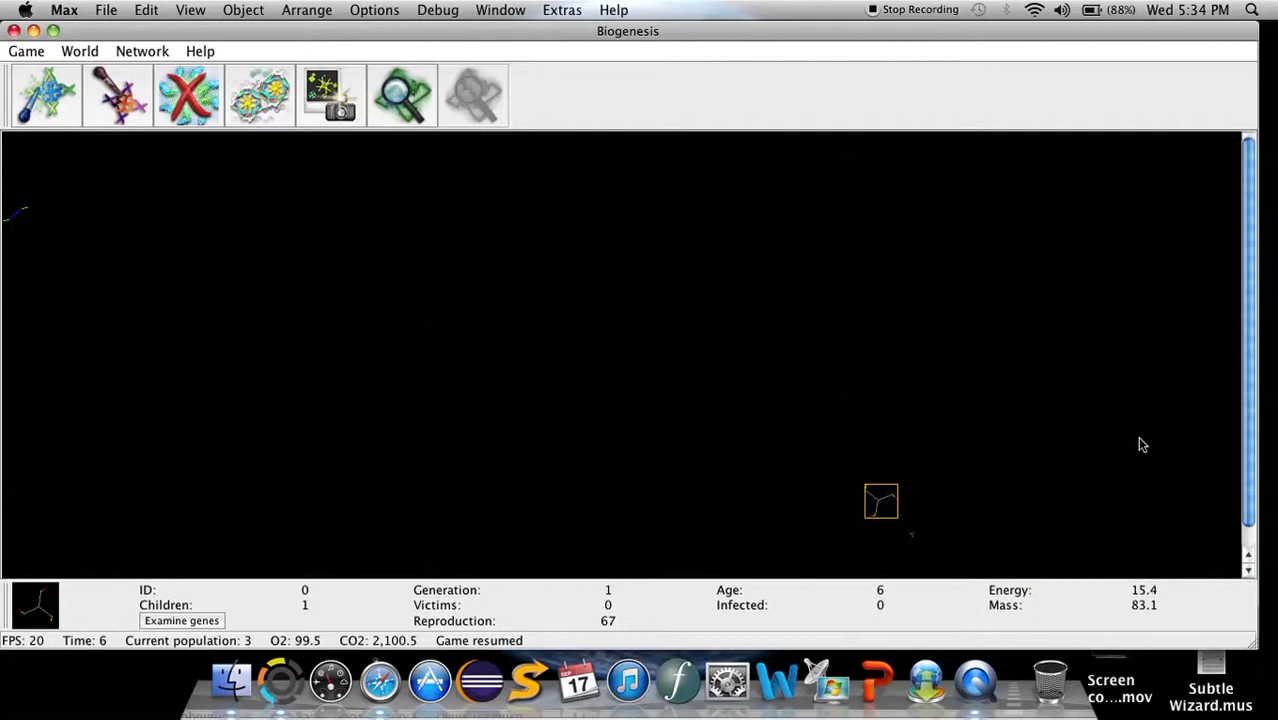 Max File Edit View Object Arrange Options Debug Window Extras Help Stop Recording (88%) Wed 5:34 PM
Biogenesis
Game World Network Help
ID: 0 Generation: 1 Age: 6 Energy: 15.4
Children: 1 Victims: 0 Infected: 0 Mass: 83.1
Examine genes Reproduction: 67
FPS: 20 Time: 6 Current population: 3 O2: 99.5 CO2: 2,100.5 Game resumed
SEP
17
Screen
co....mov
Subtle
Wizard.mus